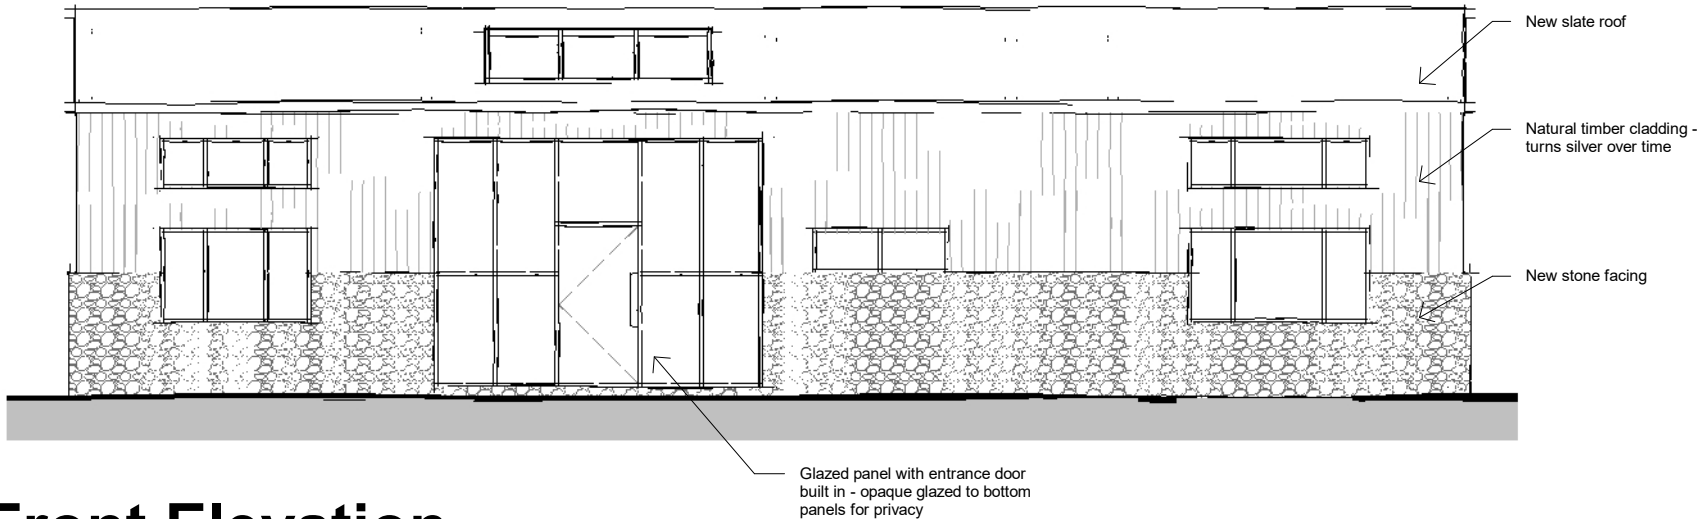 New slate roof
Natural timber cladding -
turns silver over time
New stone facing
Glazed panel with entrance door
built in - opaque glazed to bottom
panels for privacy
Front Elevation